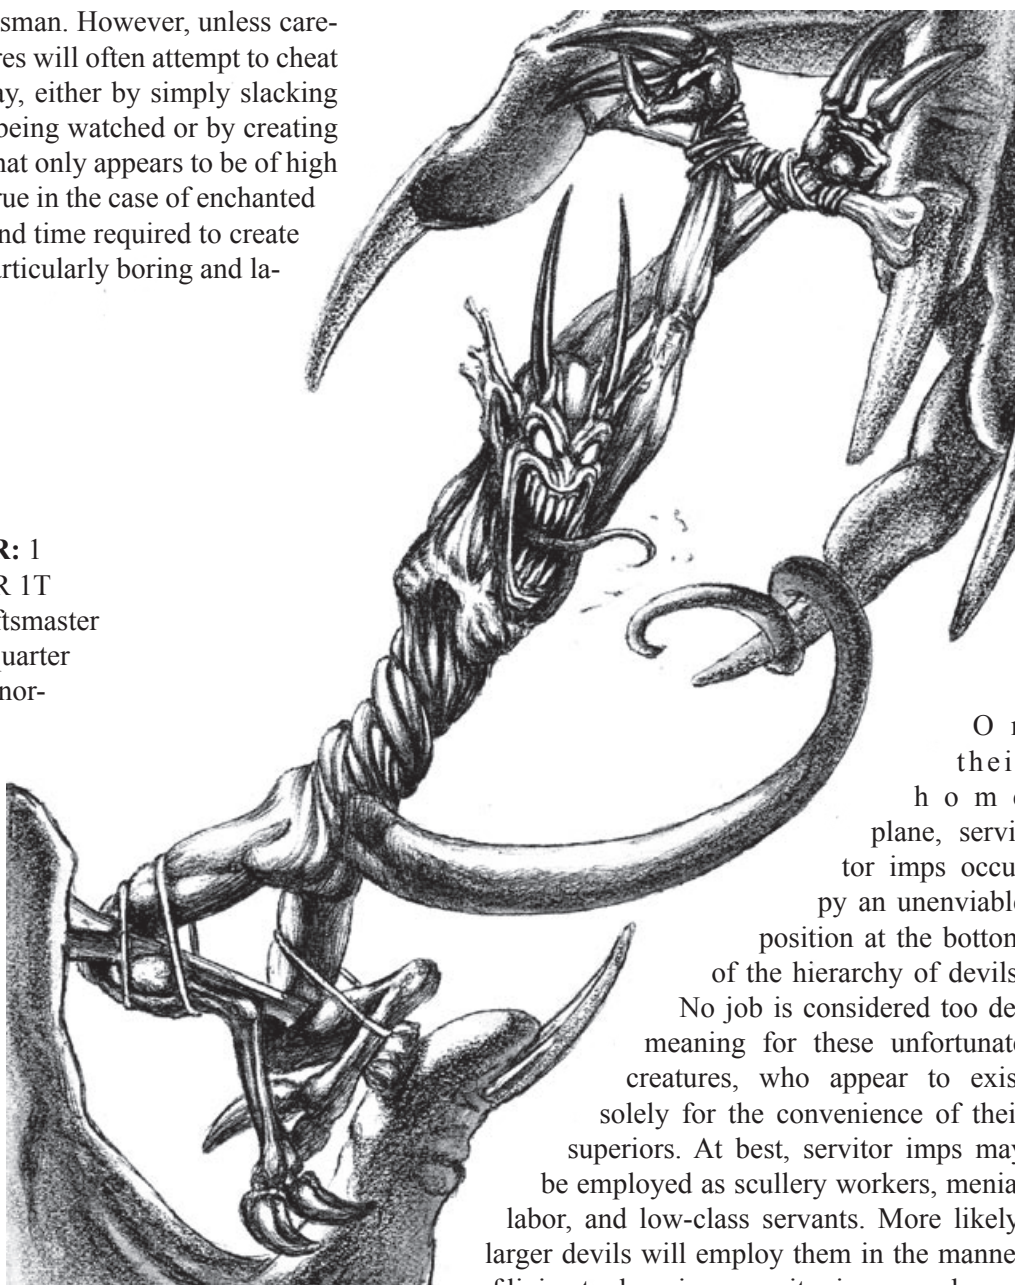 sman. However, unless care-
res will often attempt to cheat
ay, either by simply slacking
being watched or by creating
hat only appears to be of high
rue in the case of enchanted
nd time required to create
articularly boring and la-
R: 1
R 1T
ftsmaster
uarter
nor-
O
thei
hom
plane, servi
tor imps occu
py an unenviable
position at the bottom
of the hierarchy of devils
No job is considered too de
meaning for these unfortunate
creatures, who appear to exis
solely for the convenience of thei
superiors. At best, servitor imps may
be employed as scullery workers, menia
labor, and low-class servants. More likely
larger devils will employ them in the manne